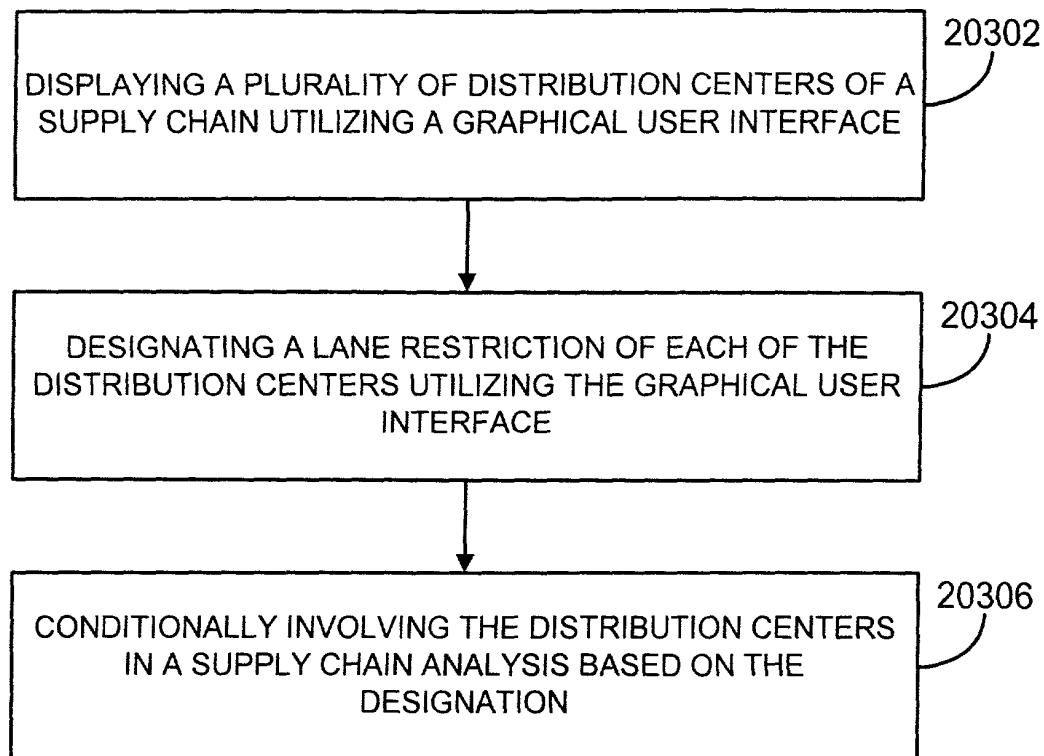 20302
DISPLAYING A PLURALITY OF DISTRIBUTION CENTERS OF A
SUPPLY CHAIN UTILIZING A GRAPHICAL USER INTERFACE
20304
DESIGNATING A LANE RESTRICTION OF EACH OF THE
DISTRIBUTION CENTERS UTILIZING THE GRAPHICAL USER
INTERFACE
20306
CONDITIONALLY INVOLVING THE DISTRIBUTION CENTERS
IN A SUPPLY CHAIN ANALYSIS BASED ON THE
DESIGNATION